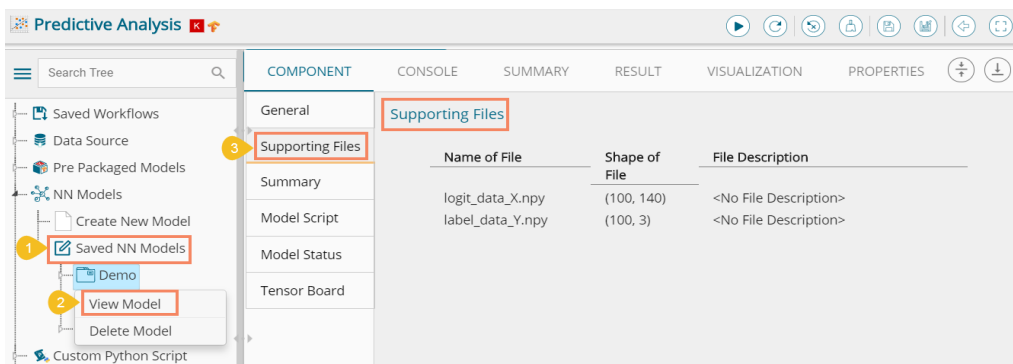 Predictive Analysis K
Search Tree
COMPONENT CONSOLE SUMMARY RESULT VISUALIZATION PROPERTIES
Saved Workflows
Data Source
Pre Packaged Models
NN Models
Create New Model
1 Saved NN Models
Demo
2 View Model
Delete Model
Custom Python Script
General
3 Supporting Files
Summary
Model Script
Model Status
Tensor Board
Supporting Files
Name of File Shape of File File Description
logit_data_X.npy (100, 140) <No File Description>
label_data_Y.npy (100, 3) <No File Description>